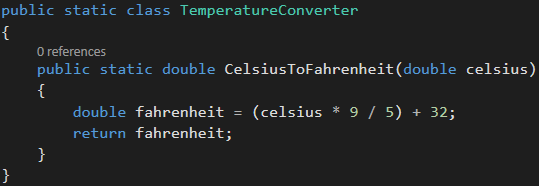 public static class TemperatureConverter
{
0 references
public static double CelsiusToFahrenheit(double celsius)
{
double fahrenheit = (celsius * 9 / 5) + 32;
return fahrenheit;
}
}